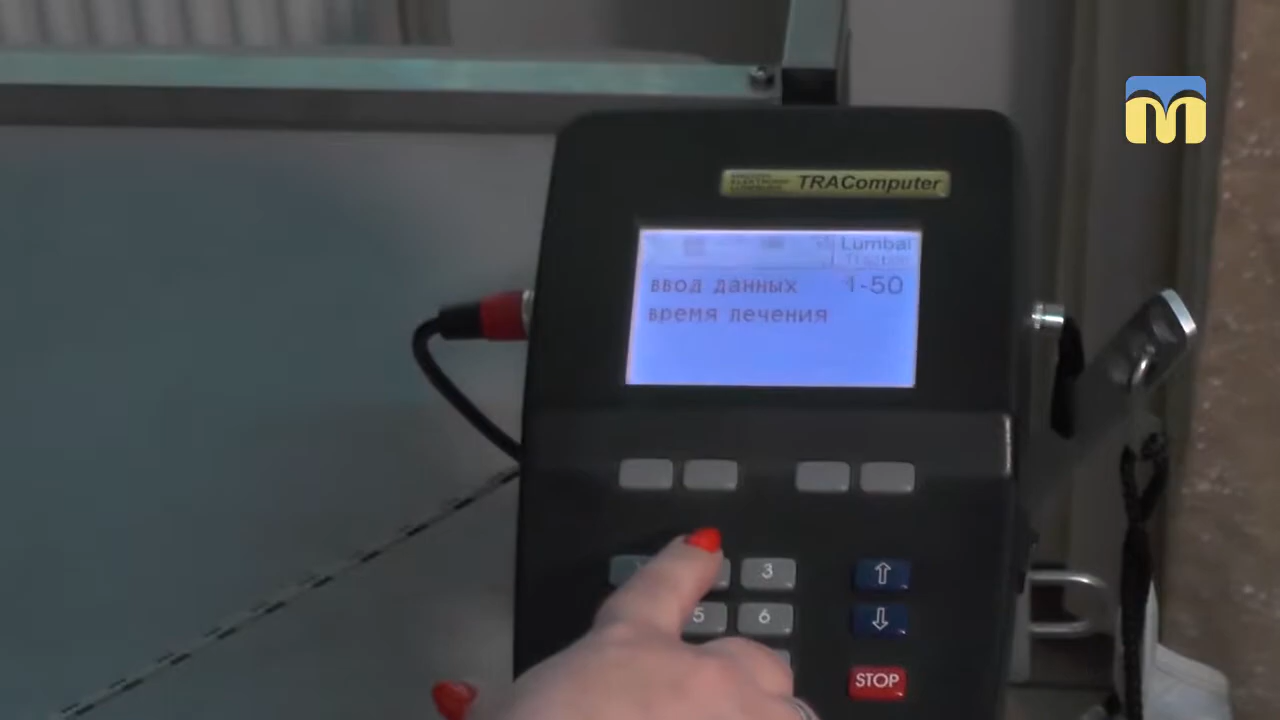 TRAComputer
Lumbal
ввод данных 1-50
время лечения
3
5 6
STOP